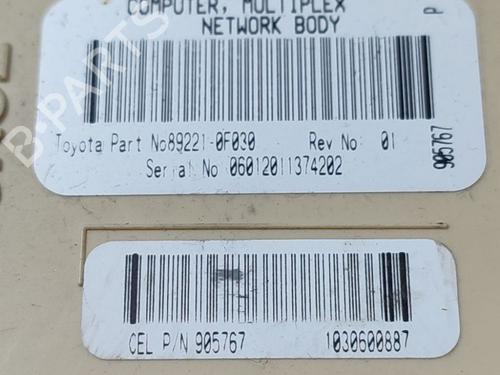 COMPUTER, MULTIPLEX
NETWORK BODY
P
Toyota Part No89221-0F030 Rev No: 01
Serial No 06012011374202
905767
CEL P/N 905767 1030600887
B-PARTS